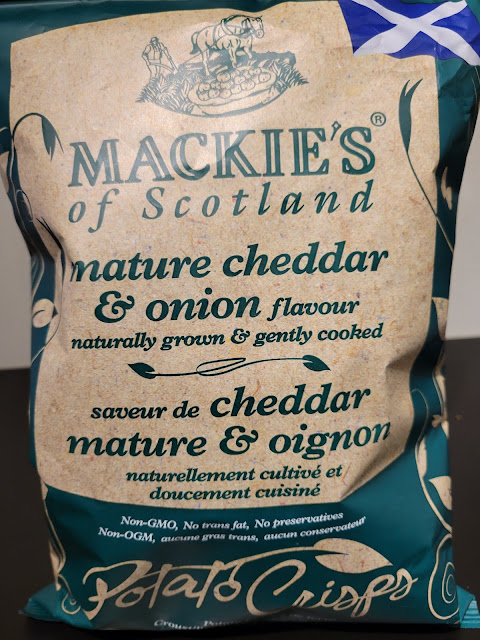 MACKIE'S®
of Scotland
mature cheddar
& onion flavour
naturally grown & gently cooked
saveur de cheddar
mature & oignon
naturellement cultivé et
doucement cuisiné
Non-GMO, No trans fat, No preservatives
Non-OGM, aucune gras trans, aucun conservateur
Potato Crisps